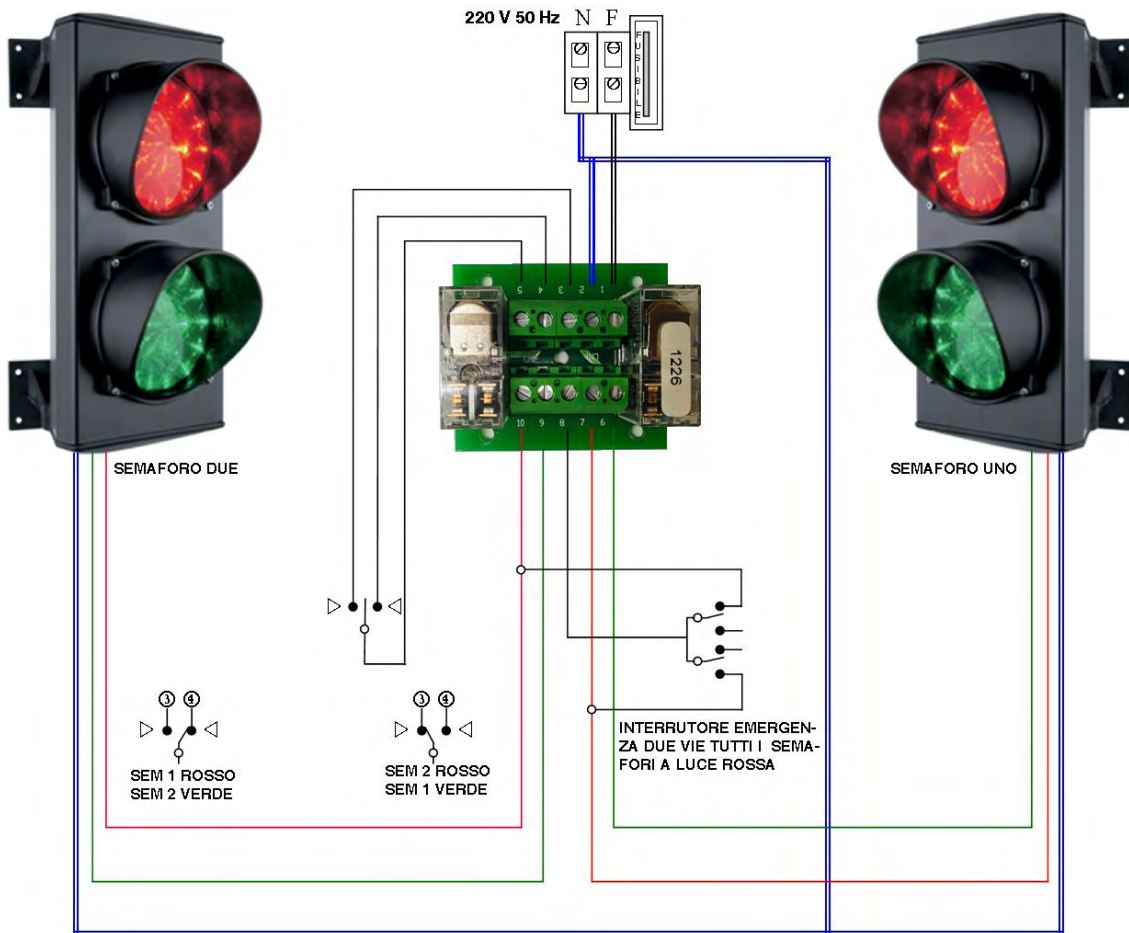 220 V 50 Hz N F
FUSIBILE
5 4 3 2 1
1226
10 9 8 7 6
SEMAFORO DUE
SEMAFORO UNO
3 4
SEM 1 ROSSO
SEM 2 VERDE
3 4
SEM 2 ROSSO
SEM 1 VERDE
INTERRUTORE EMERGEN-
ZA DUE VIE TUTTI I SEMA-
FORI A LUCE ROSSA